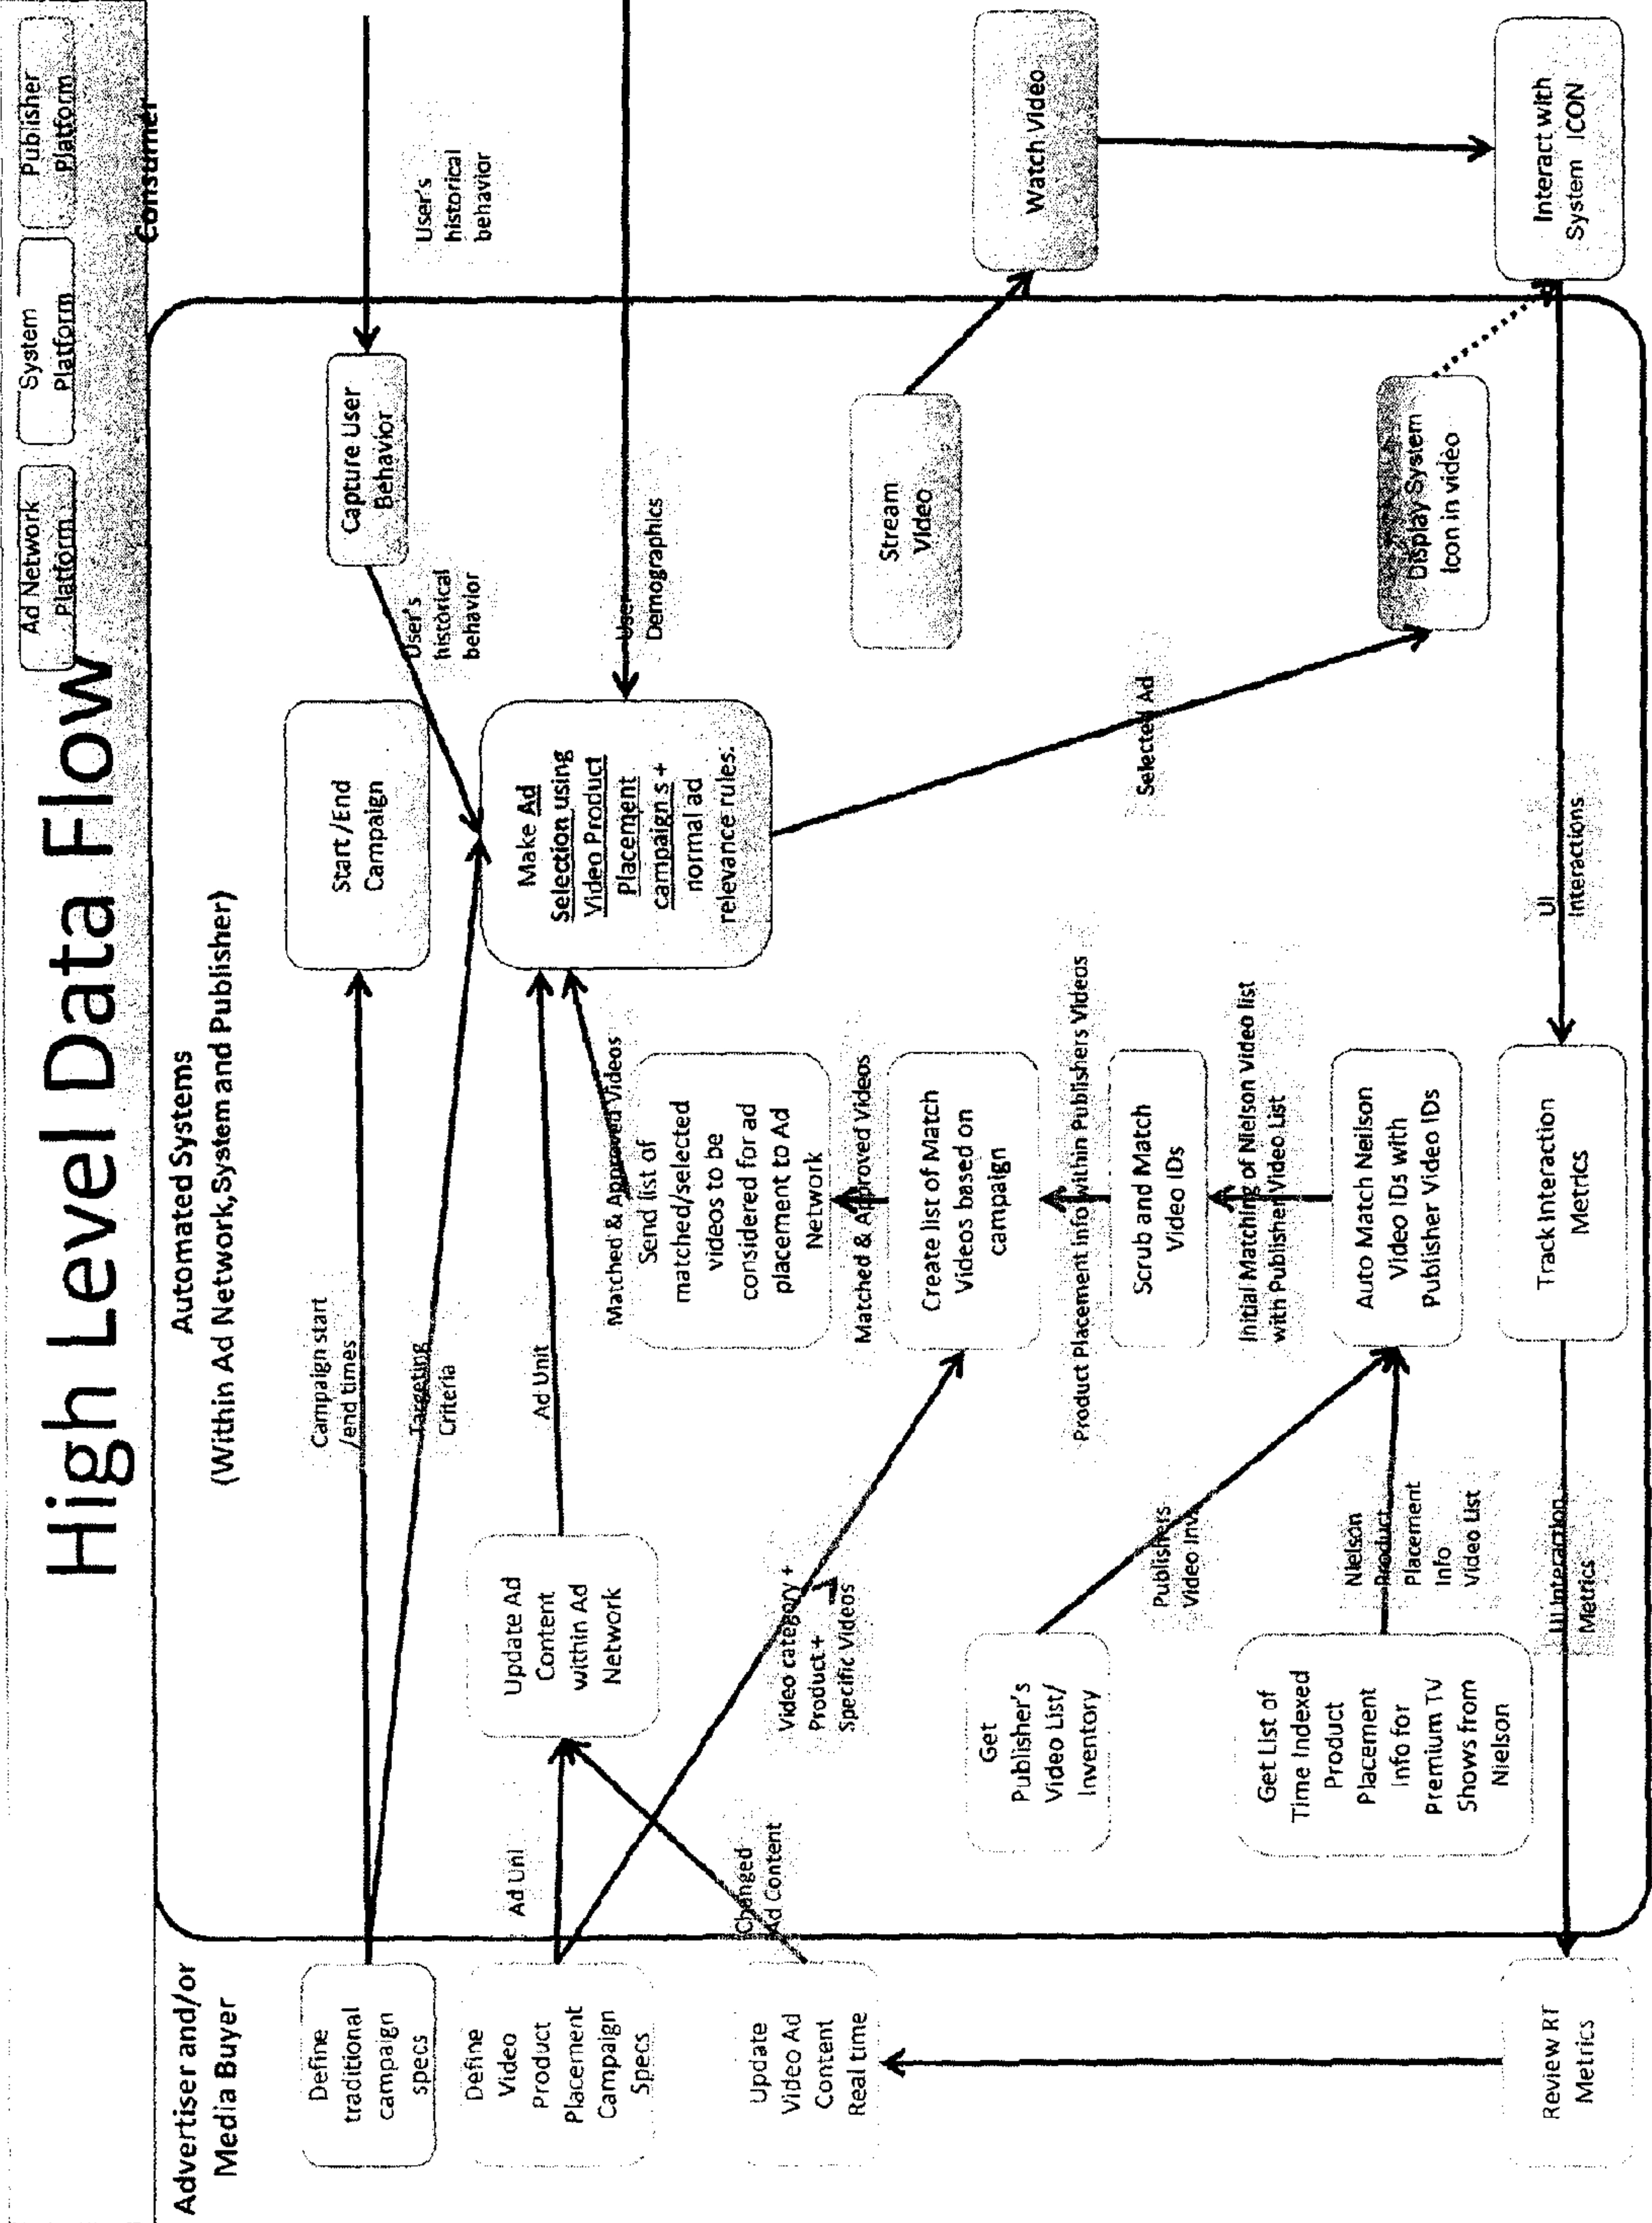 High Level Data Flow
Ad Network
Platform
System
Platform
Publisher
Platform
Advertiser and/or
Media Buyer
Automated Systems
(Within Ad Network,System and Publisher)
Consumer
Define
traditional
campaign
specs
Campaign start
/end times
Start/End
Campaign
Capture User
Behavior
User's
historical
behavior
User's
historical
behavior
Targeting
Criteria
Define
Video
Product
Placement
Campaign
Specs
Ad Uni
Update Ad
Content
within Ad
Network
Ad Unit
Make Ad
Selection using
Video Product
Placement
campaign s +
normal ad
relevance rules.
User
Demographics
Matched & Approved Videos
Send list of
matched/selected
videos to be
considered for ad
placement to Ad
Network
Update
Video Ad
Content
Real time
Changed
Ad Content
Video category +
Product +
Specific Videos
Matched & Approved Videos
Create list of Match
Videos based on
campaign
Stream
Video
Watch Video
Get
Publisher's
Video List/
Inventory
Product Placement Info within Publishers Videos
Selected Ad
Scrub and Match
Video IDs
Publishers
Video Inv.
Initial Matching of Nielson Video list
with Publisher Video List
Get List of
Time Indexed
Product
Placement
Info for
Premium TV
Shows from
Nielson
Nielson
Product
Placement
Info
Video List
Auto Match Neilson
Video IDs with
Publisher Video IDs
Display System
Icon in video
Interact with
System ICON
UI
Interactions
Track Interaction
Metrics
UI Interaction
Metrics
Review RT
Metrics